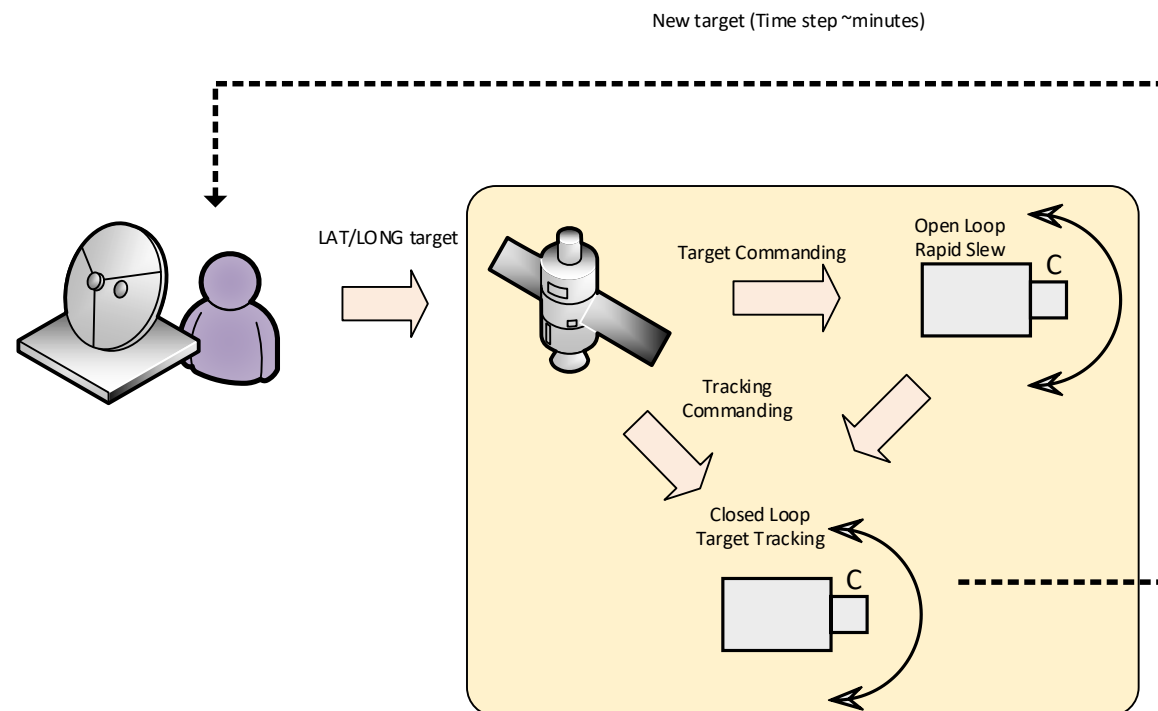 New target (Time step ~minutes)
LAT/LONG target
Target Commanding
Open Loop
Rapid Slew
C
Tracking
Commanding
Closed Loop
Target Tracking
C